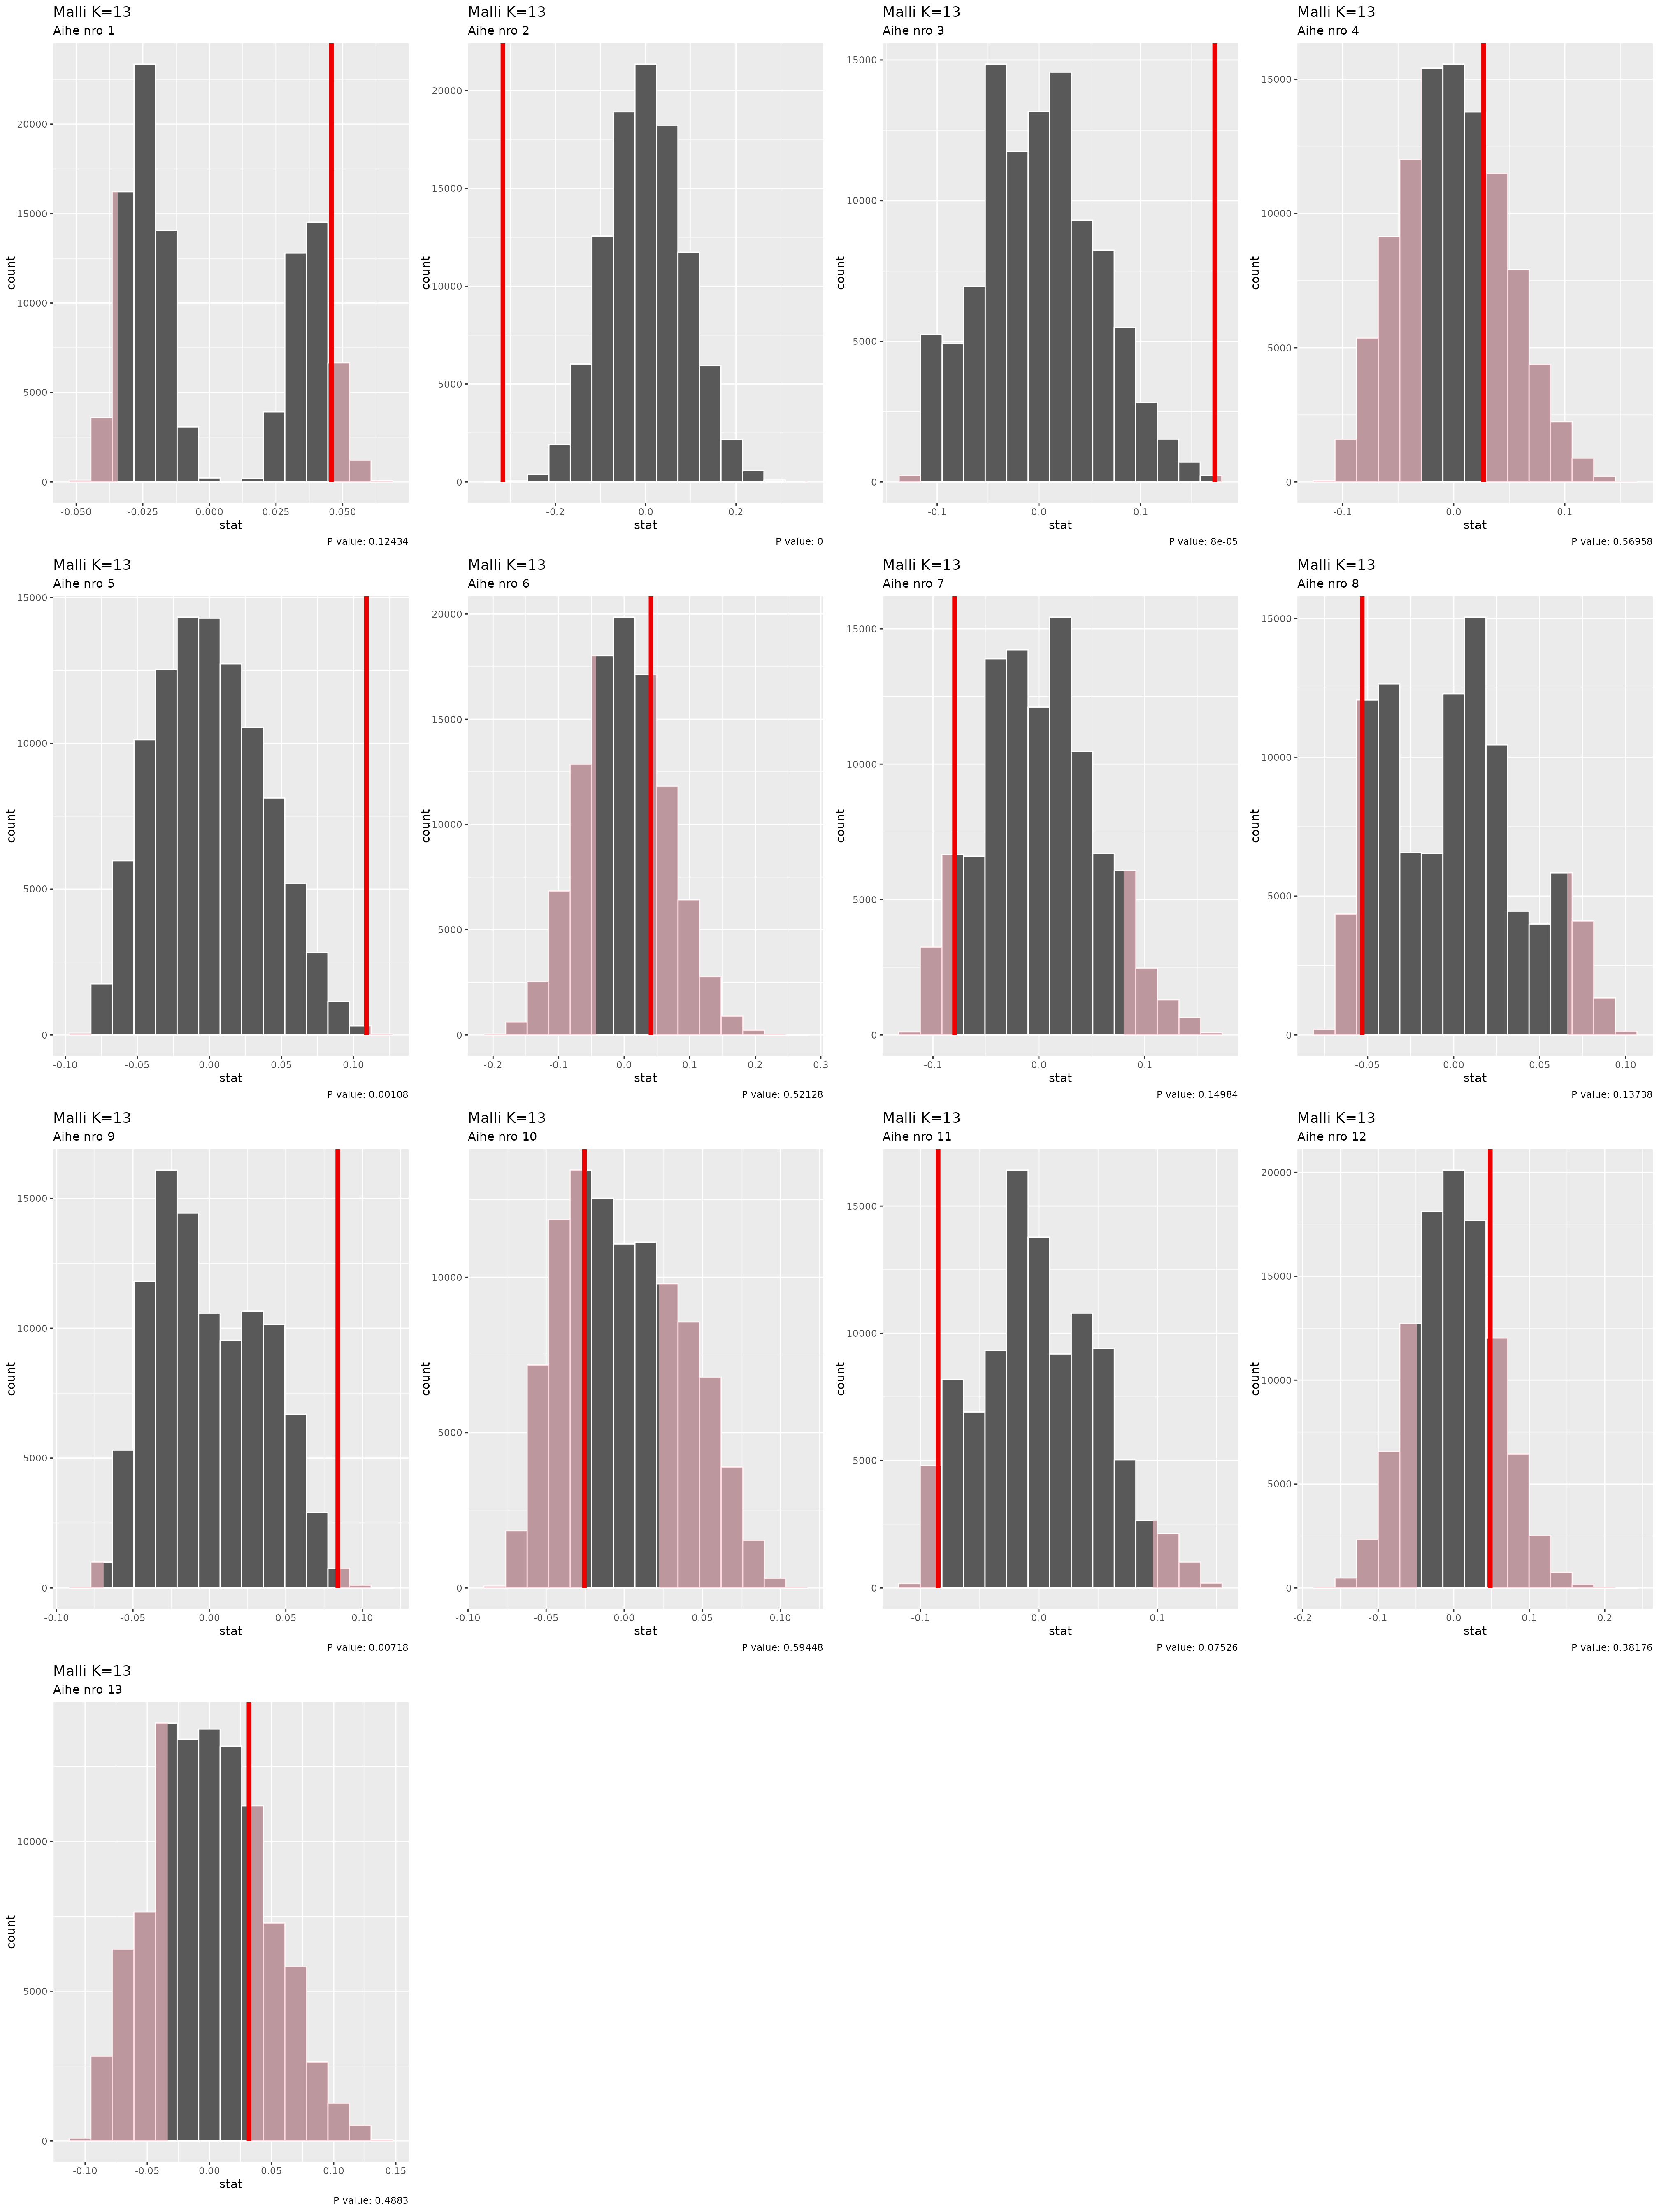 Malli K=13
Aihe nro 1
count
20000
15000
10000
5000
0
-0.050 -0.025 0.000 0.025 0.050
stat
P value: 0.12434
Malli K=13
Aihe nro 2
count
20000
15000
10000
5000
0
-0.2 0.0 0.2
stat
P value: 0
Malli K=13
Aihe nro 3
count
15000
10000
5000
0
-0.1 0.0 0.1
stat
P value: 8e-05
Malli K=13
Aihe nro 4
count
15000
10000
5000
0
-0.1 0.0 0.1
stat
P value: 0.56958
Malli K=13
Aihe nro 5
count
15000
10000
5000
0
-0.10 -0.05 0.00 0.05 0.10
stat
P value: 0.00108
Malli K=13
Aihe nro 6
count
20000
15000
10000
5000
0
-0.2 -0.1 0.0 0.1 0.2 0.3
stat
P value: 0.52128
Malli K=13
Aihe nro 7
count
15000
10000
5000
0
-0.1 0.0 0.1
stat
P value: 0.14984
Malli K=13
Aihe nro 8
count
15000
10000
5000
0
-0.05 0.00 0.05 0.10
stat
P value: 0.13738
Malli K=13
Aihe nro 9
count
15000
10000
5000
0
-0.10 -0.05 0.00 0.05 0.10
stat
P value: 0.00718
Malli K=13
Aihe nro 10
count
10000
5000
0
-0.10 -0.05 0.00 0.05 0.10
stat
P value: 0.59448
Malli K=13
Aihe nro 11
count
15000
10000
5000
0
-0.1 0.0 0.1
stat
P value: 0.07526
Malli K=13
Aihe nro 12
count
20000
15000
10000
5000
0
-0.2 -0.1 0.0 0.1 0.2
stat
P value: 0.38176
Malli K=13
Aihe nro 13
count
10000
5000
0
-0.10 -0.05 0.00 0.05 0.10 0.15
stat
P value: 0.4883